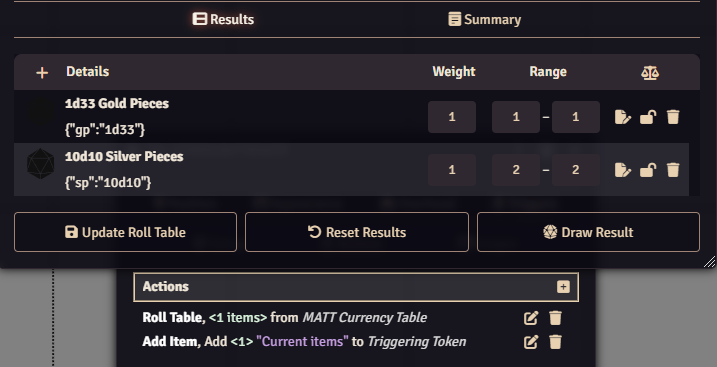 Results Summary
Details Weight Range
1d33 Gold Pieces
{"gp":"1d33"} 1 1 – 1
10d10 Silver Pieces
{"sp":"10d10"} 1 2 – 2
Update Roll Table Reset Results Draw Result
Actions
Roll Table, <1 items> from MATT Currency Table
Add Item, Add <1> "Current items" to Triggering Token